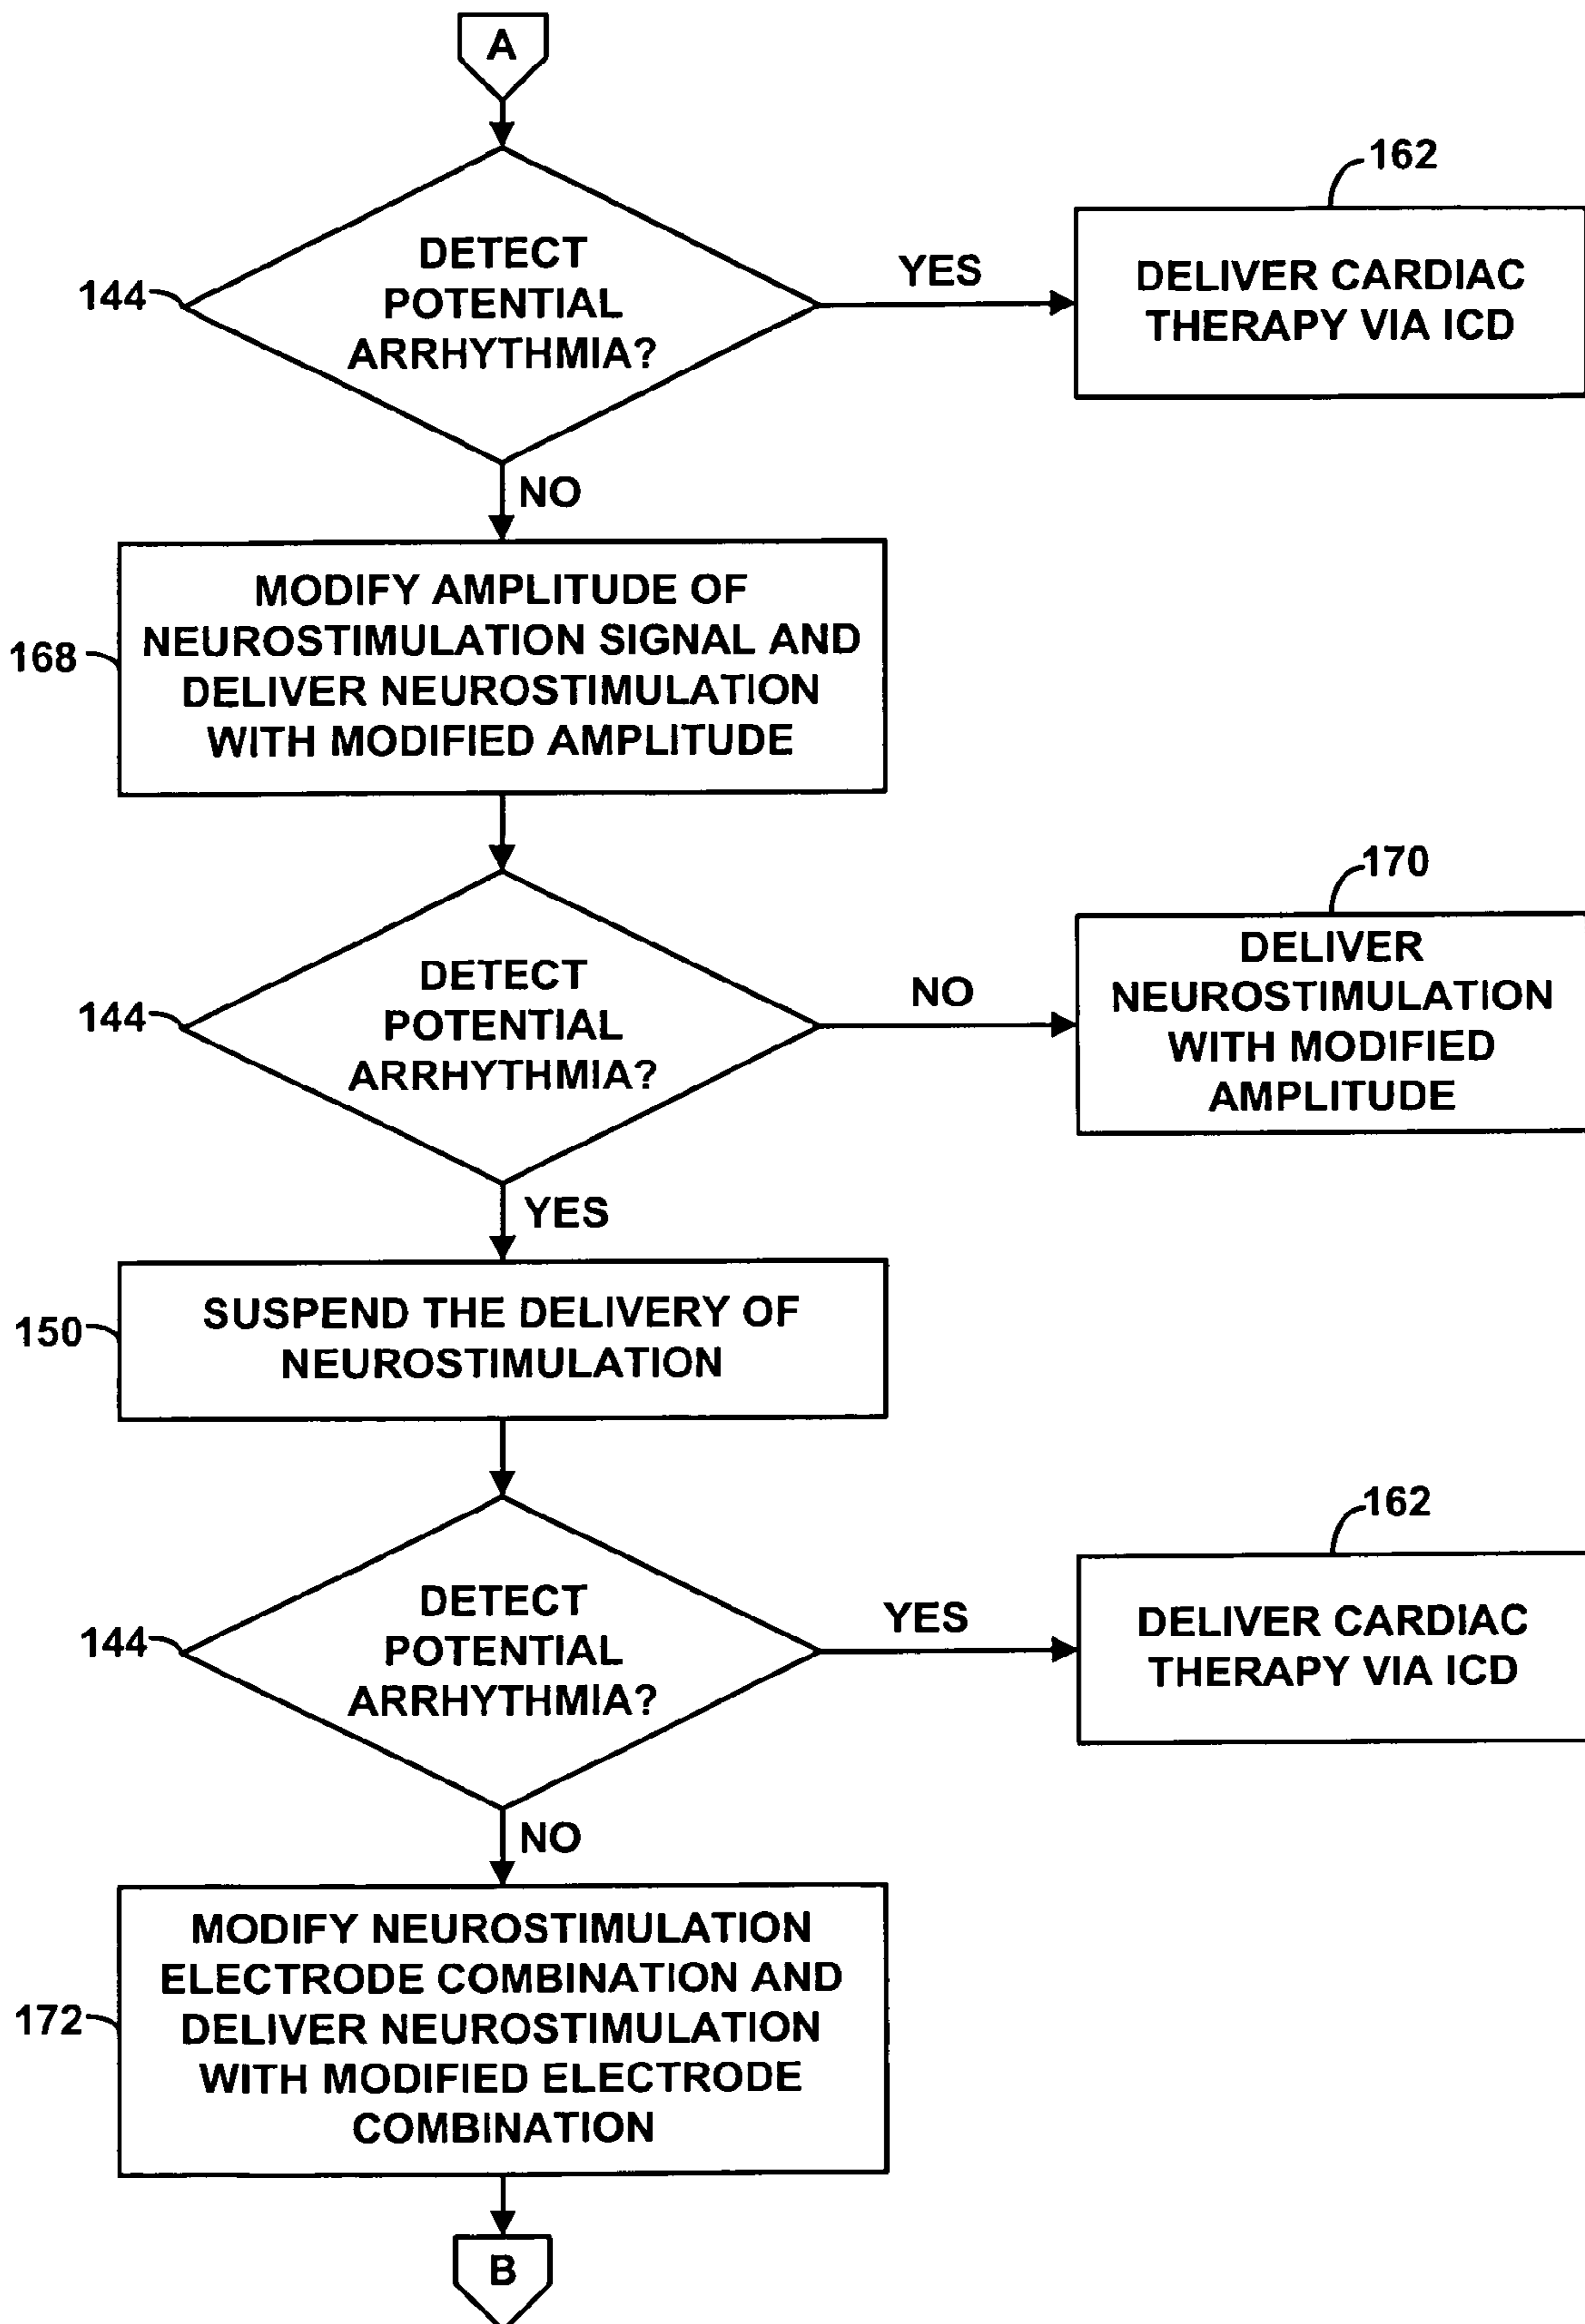 A
162
DETECT
POTENTIAL
ARRHYTHMIA?
144
YES
DELIVER CARDIAC
THERAPY VIA ICD
NO
MODIFY AMPLITUDE OF
NEUROSTIMULATION SIGNAL AND
DELIVER NEUROSTIMULATION
WITH MODIFIED AMPLITUDE
168
170
DETECT
POTENTIAL
ARRHYTHMIA?
144
NO
DELIVER
NEUROSTIMULATION
WITH MODIFIED
AMPLITUDE
YES
SUSPEND THE DELIVERY OF
NEUROSTIMULATION
150
162
DETECT
POTENTIAL
ARRHYTHMIA?
144
YES
DELIVER CARDIAC
THERAPY VIA ICD
NO
MODIFY NEUROSTIMULATION
ELECTRODE COMBINATION AND
DELIVER NEUROSTIMULATION
WITH MODIFIED ELECTRODE
COMBINATION
172
B